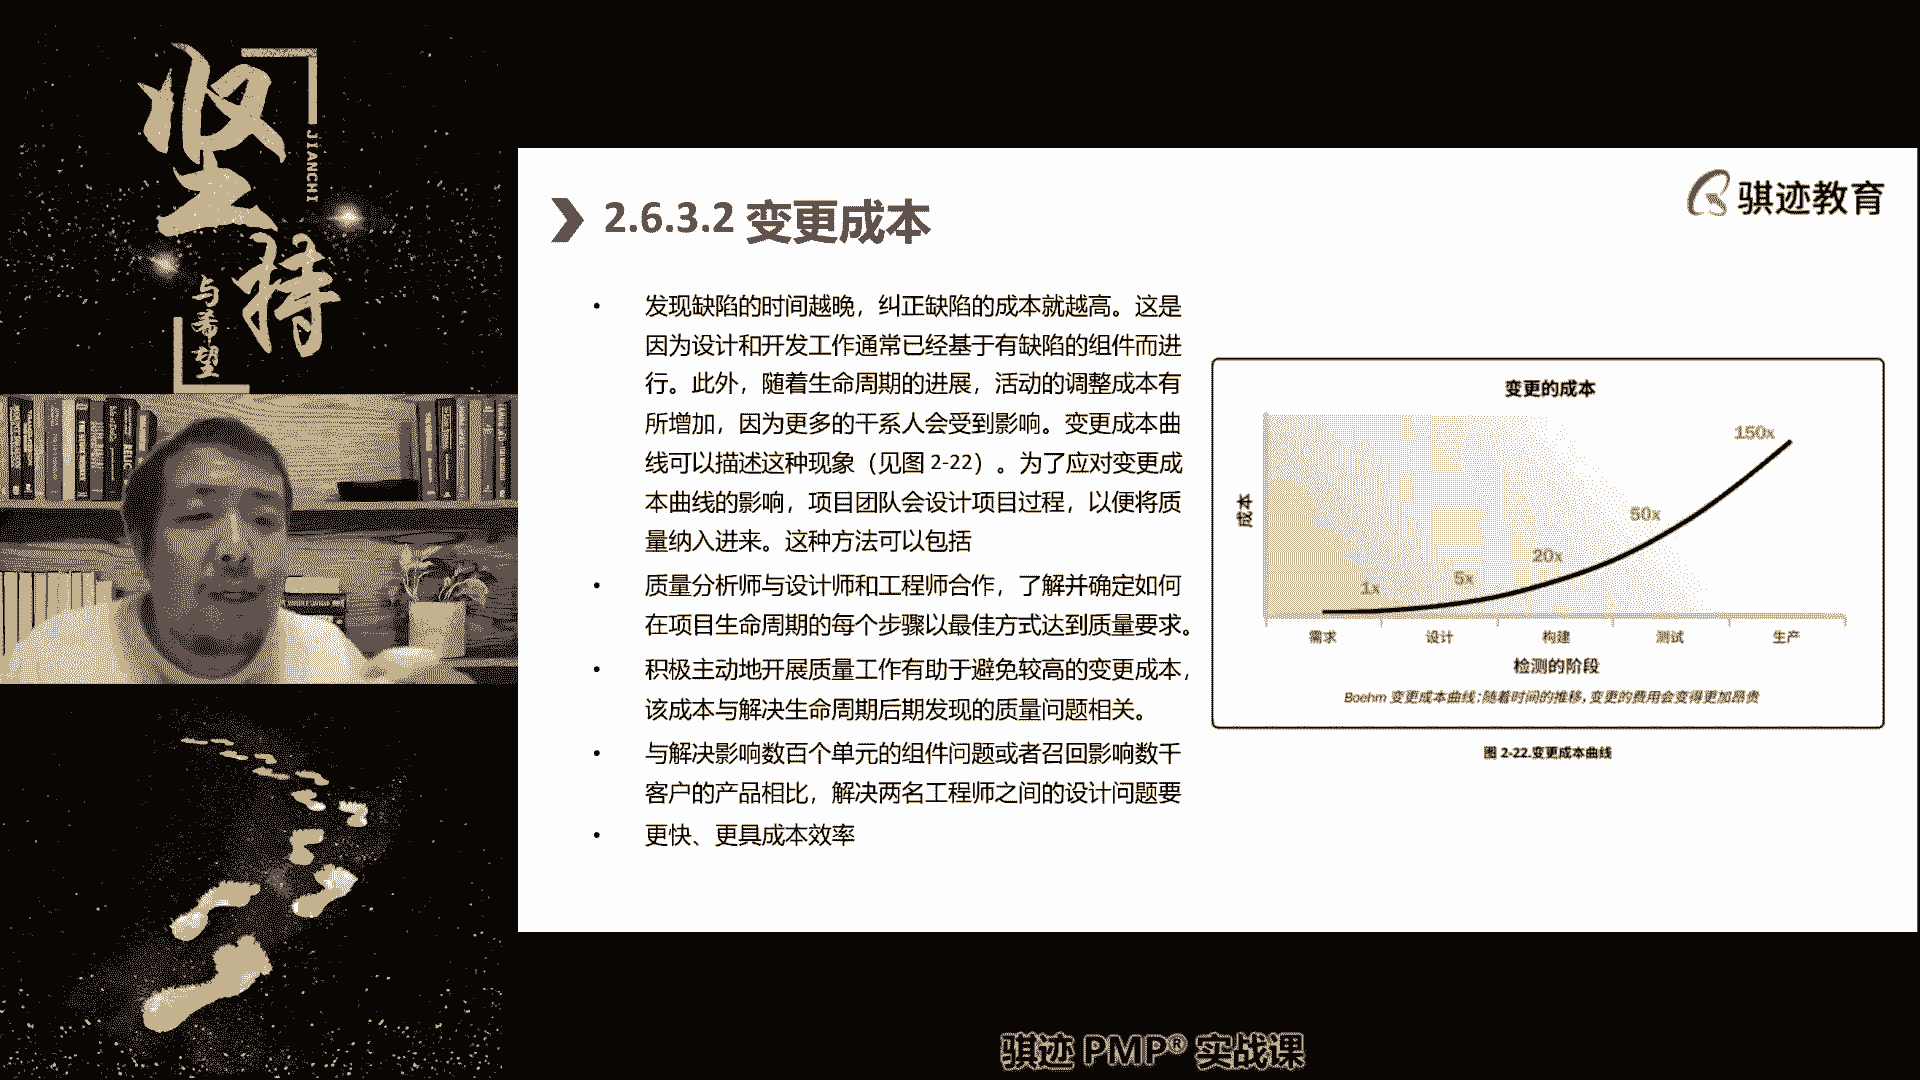 坚持
JIANCHI
与希望
骐迹教育
2.6.3.2 变更成本
• 发现缺陷的时间越晚，纠正缺陷的成本就越高。这是
因为设计和开发工作通常已经基于有缺陷的组件而进
行。此外，随着生命周期的进展，活动的调整成本有
所增加，因为更多的干系人会受到影响。变更成本曲
线可以描述这种现象（见图 2-22）。为了应对变更成
本曲线的影响，项目团队会设计项目过程，以便将质
量纳入进来。这种方法可以包括
• 质量分析师与设计师和工程师合作，了解并确定如何
在项目生命周期的每个步骤以最佳方式达到质量要求。
• 积极主动地开展质量工作有助于避免较高的变更成本，
该成本与解决生命周期后期发现的质量问题相关。
• 与解决影响数百个单元的组件问题或者召回影响数千
客户的产品相比，解决两名工程师之间的设计问题要
• 更快、更具成本效率
变更的成本
150x
50x
20x
5x
1x
成本
需求 设计 构建 测试 生产
检测的阶段
Boehm 变更成本曲线：随着时间的推移，变更的费用会变得更加昂贵
图 2-22.变更成本曲线
骐迹 PMP® 实战课